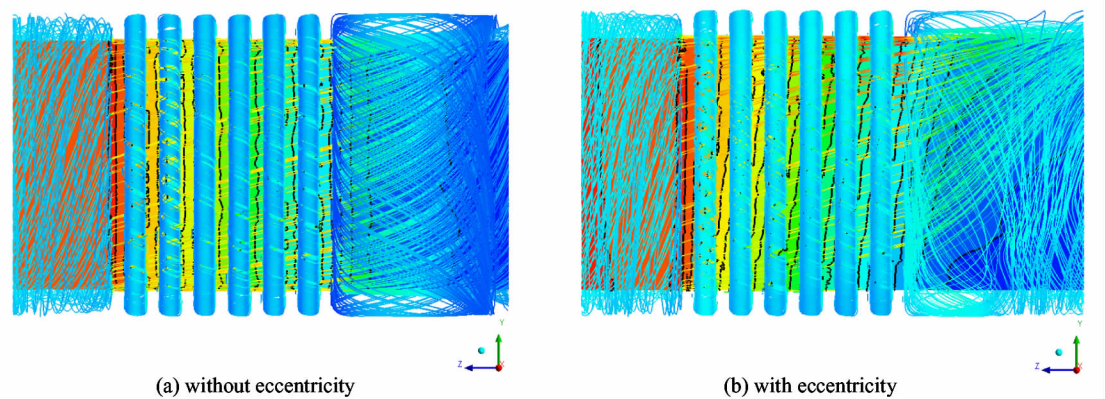 Y
Z
X
Y
Z
X
(a) without eccentricity
(b) with eccentricity